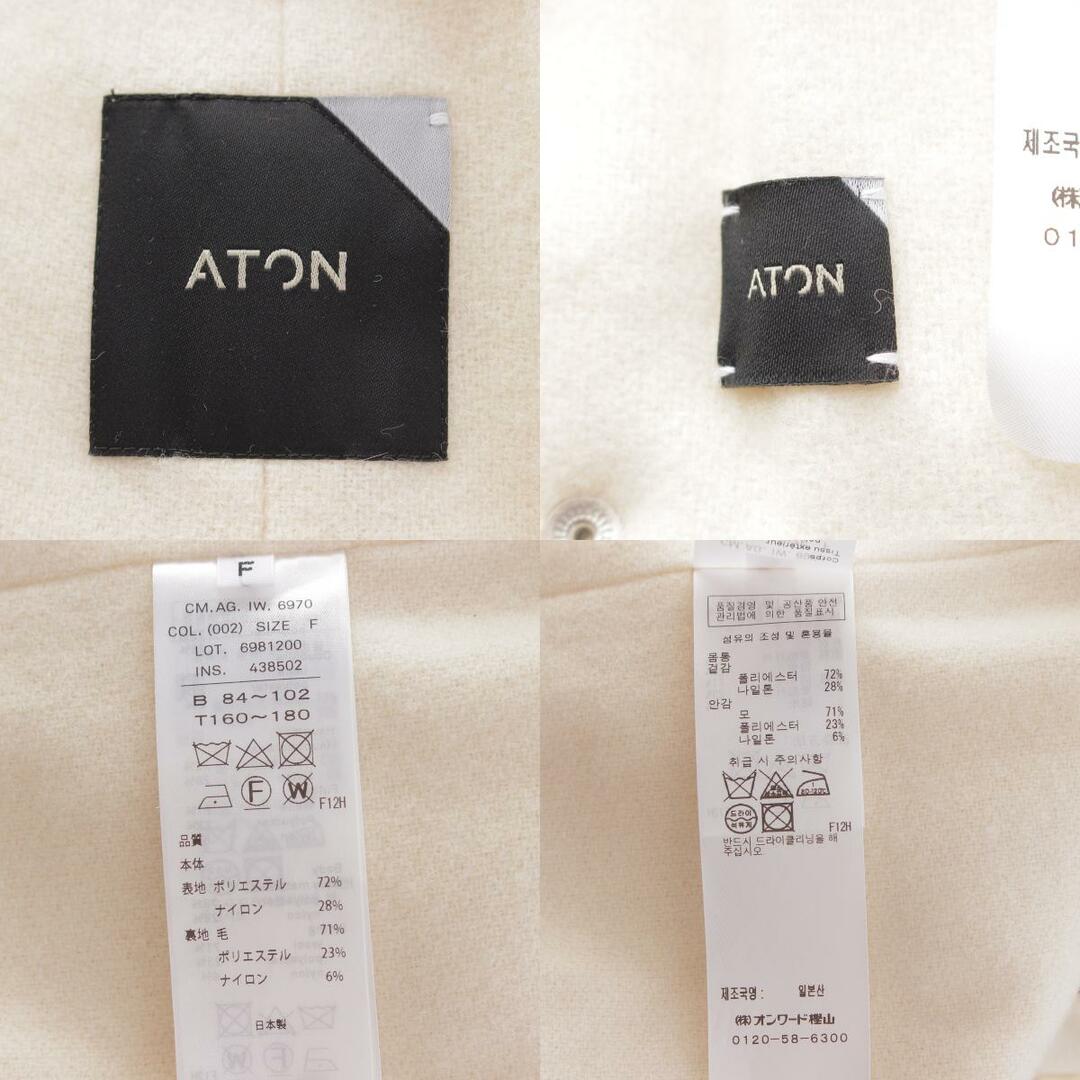 ATON
ATON
제조국
(株)
01
F
CM.AG. IW. 6970
COL. (002) SIZE F
LOT. 6981200
INS. 438502
B 84〜102
T160〜180
F
W
F12H
品質
本体
表地 ポリエステル 72%
ナイロン 28%
裏地 毛 71%
ポリエステル 23%
ナイロン 6%
日本製
품질경영 및 공산품 안전
관리법에 의한 품질표시
섬유의 조성 및 혼용율
몸통
겉감
폴리에스터 72%
나일론 28%
안감
모 71%
폴리에스터 23%
나일론 6%
취급 시 주의사항
드라이
석유계
F12H
반드시 드라이클리닝을 해
주십시오
제조국명 : 일본산
(株)オンワード樫山
0120-58-6300